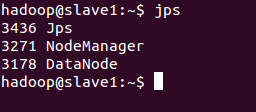 hadoop@slave1:~$ jps
3436 Jps
3271 NodeManager
3178 DataNode
hadoop@slave1:~$